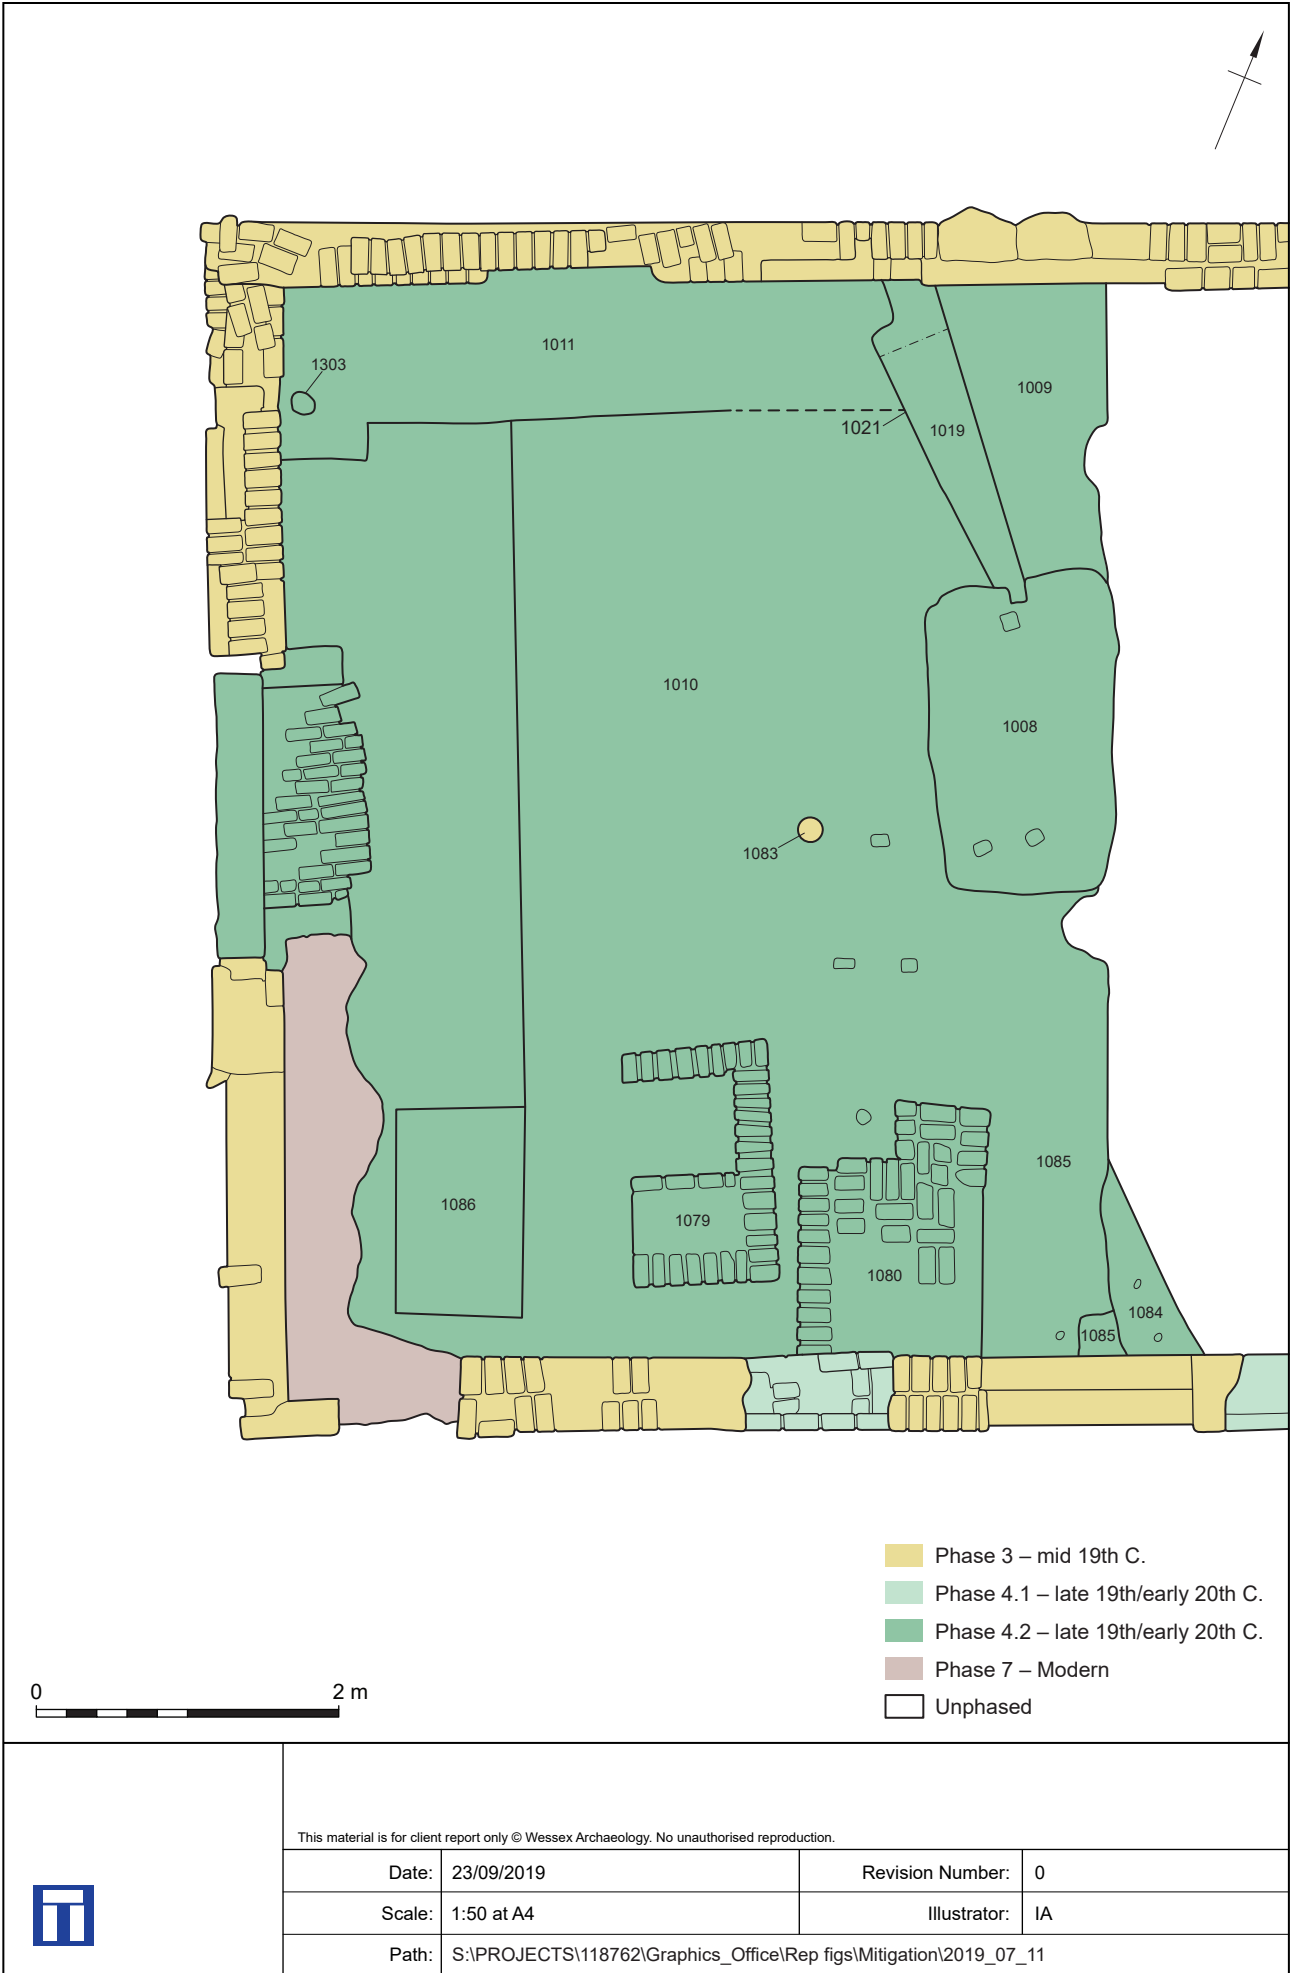 1011
1303
1009
1021
1019
1010
1008
1083
1085
1086
1079
1080
1084
1085
Phase 3 – mid 19th C.
Phase 4.1 – late 19th/early 20th C.
Phase 4.2 – late 19th/early 20th C.
Phase 7 – Modern
Unphased
0 2 m
This material is for client report only © Wessex Archaeology. No unauthorised reproduction.
Date: 23/09/2019 Revision Number: 0
Scale: 1:50 at A4 Illustrator: IA
Path: S:\PROJECTS\118762\Graphics_Office\Rep figs\Mitigation\2019_07_11